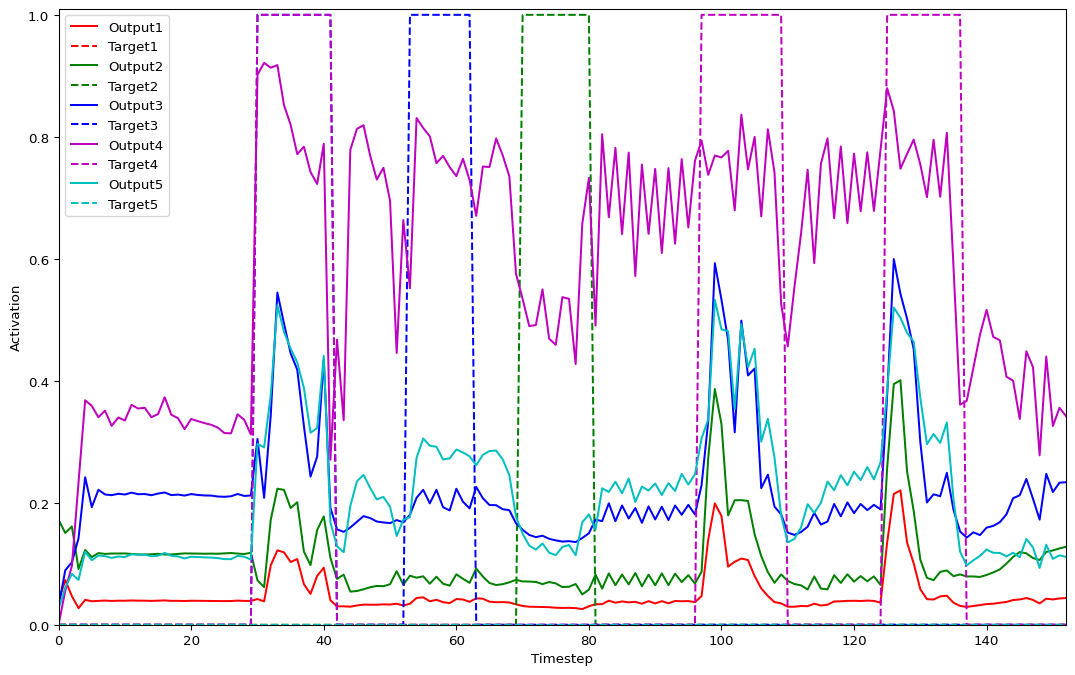 1.0
0.8
0.6
0.4
0.2
0.0
Activation
Output1
Target1
Output2
Target2
Output3
Target3
Output4
Target4
Output5
Target5
0 20 40 60 80 100 120 140
Timestep